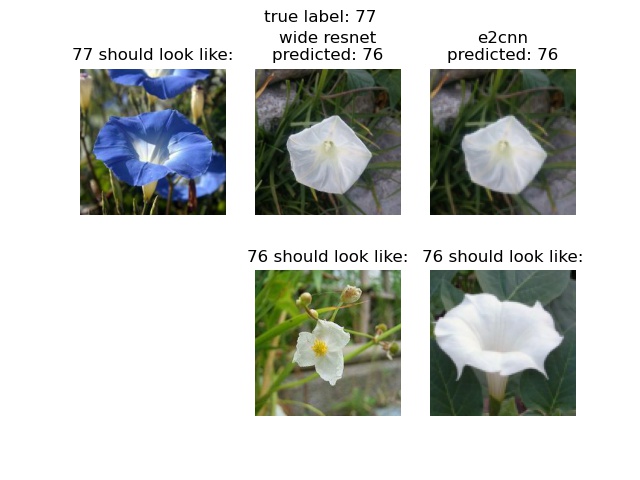 true label: 77
77 should look like:
wide resnet
predicted: 76
e2cnn
predicted: 76
76 should look like:
76 should look like: